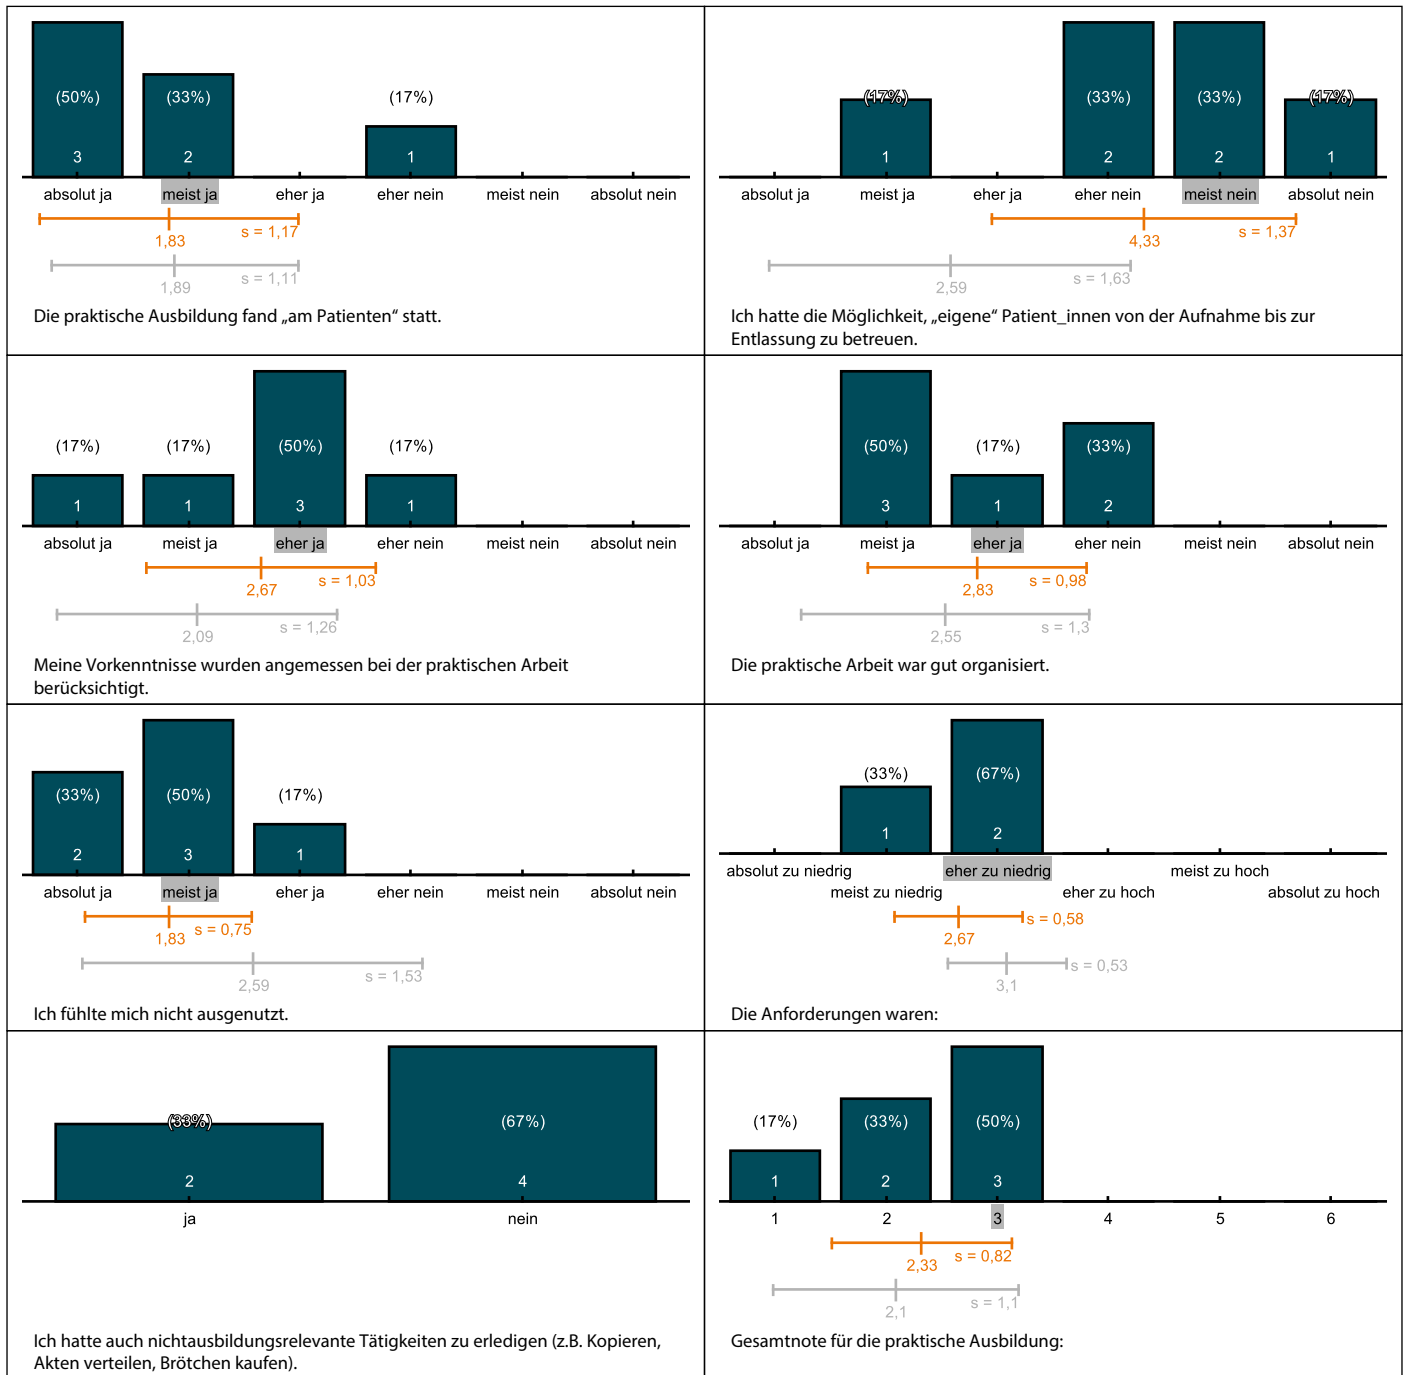 (50%)
(33%)
(17%)
3
2
1
absolut ja
meist ja
eher ja
eher nein
meist nein
absolut nein
1,83
s = 1,17
1,89
s = 1,11
Die praktische Ausbildung fand „am Patienten“ statt.
(17%)
(33%)
(33%)
(17%)
1
2
2
1
absolut ja
meist ja
eher ja
eher nein
meist nein
absolut nein
4,33
s = 1,37
2,59
s = 1,63
Ich hatte die Möglichkeit, „eigene“ Patient_innen von der Aufnahme bis zur
Entlassung zu betreuen.
(17%)
(17%)
(50%)
(17%)
1
1
3
1
absolut ja
meist ja
eher ja
eher nein
meist nein
absolut nein
2,67
s = 1,03
2,09
s = 1,26
Meine Vorkenntnisse wurden angemessen bei der praktischen Arbeit
berücksichtigt.
(50%)
(17%)
(33%)
3
1
2
absolut ja
meist ja
eher ja
eher nein
meist nein
absolut nein
2,83
s = 0,98
2,55
s = 1,3
Die praktische Arbeit war gut organisiert.
(33%)
(50%)
(17%)
2
3
1
absolut ja
meist ja
eher ja
eher nein
meist nein
absolut nein
1,83
s = 0,75
2,59
s = 1,53
Ich fühlte mich nicht ausgenutzt.
(33%)
(67%)
1
2
absolut zu niedrig
meist zu niedrig
eher zu niedrig
eher zu hoch
meist zu hoch
absolut zu hoch
2,67
s = 0,58
3,1
s = 0,53
Die Anforderungen waren:
(33%)
(67%)
2
4
ja
nein
Ich hatte auch nichtausbildungsrelevante Tätigkeiten zu erledigen (z.B. Kopieren,
Akten verteilen, Brötchen kaufen).
(17%)
(33%)
(50%)
1
2
3
1
2
3
4
5
6
2,33
s = 0,82
2,1
s = 1,1
Gesamtnote für die praktische Ausbildung: